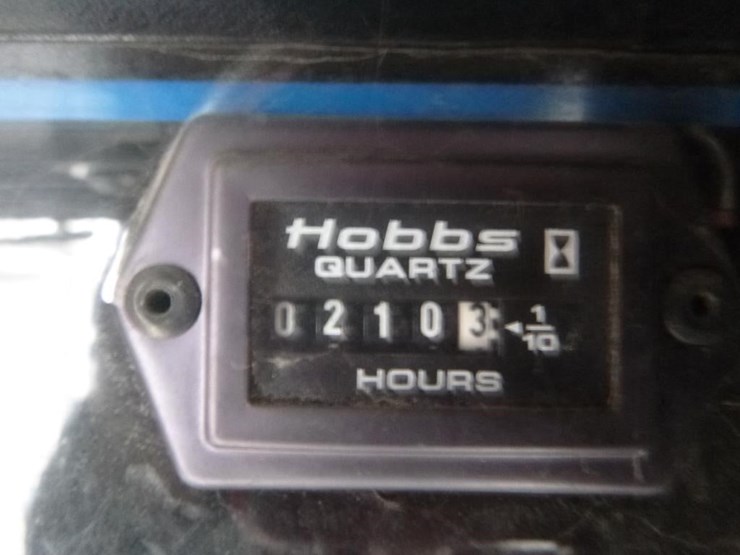 Hobbs
QUARTZ
0 2 1 0 3 ◄ 1/10
HOURS